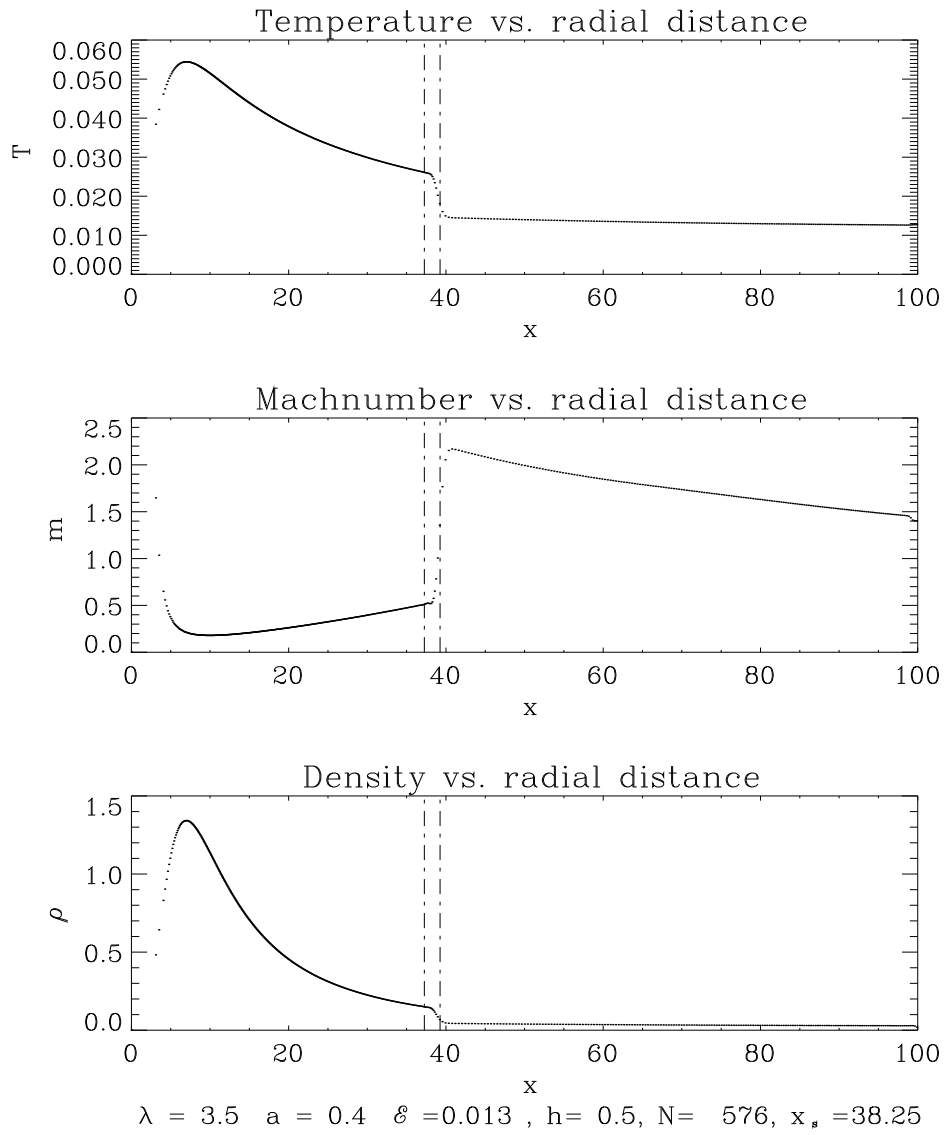 Temperature vs. radial distance
0.060
0.050
0.040
0.030
0.020
0.010
0.000
T
0 20 40 60 80 100
x
Machnumber vs. radial distance
2.5
2.0
1.5
1.0
0.5
0.0
m
0 20 40 60 80 100
x
Density vs. radial distance
1.5
1.0
0.5
0.0
ρ
0 20 40 60 80 100
x
λ = 3.5 a = 0.4 ℰ =0.013 , h= 0.5, N= 576, xₛ =38.25